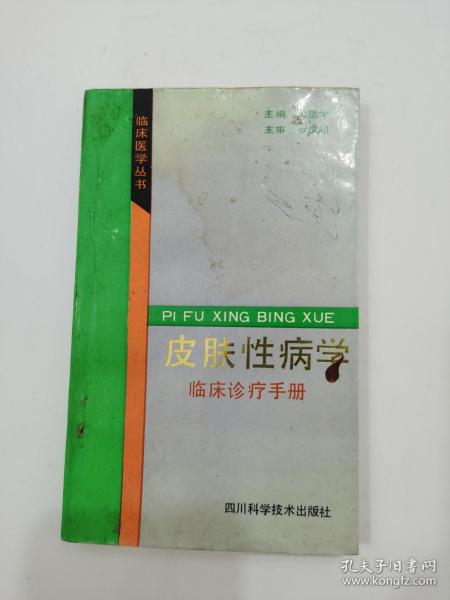 临床医学丛书
主编
主审
PI FU XING BING XUE
皮肤性病学
临床诊疗手册
四川科学技术出版社
孔夫子旧书网
www.kongfz.com